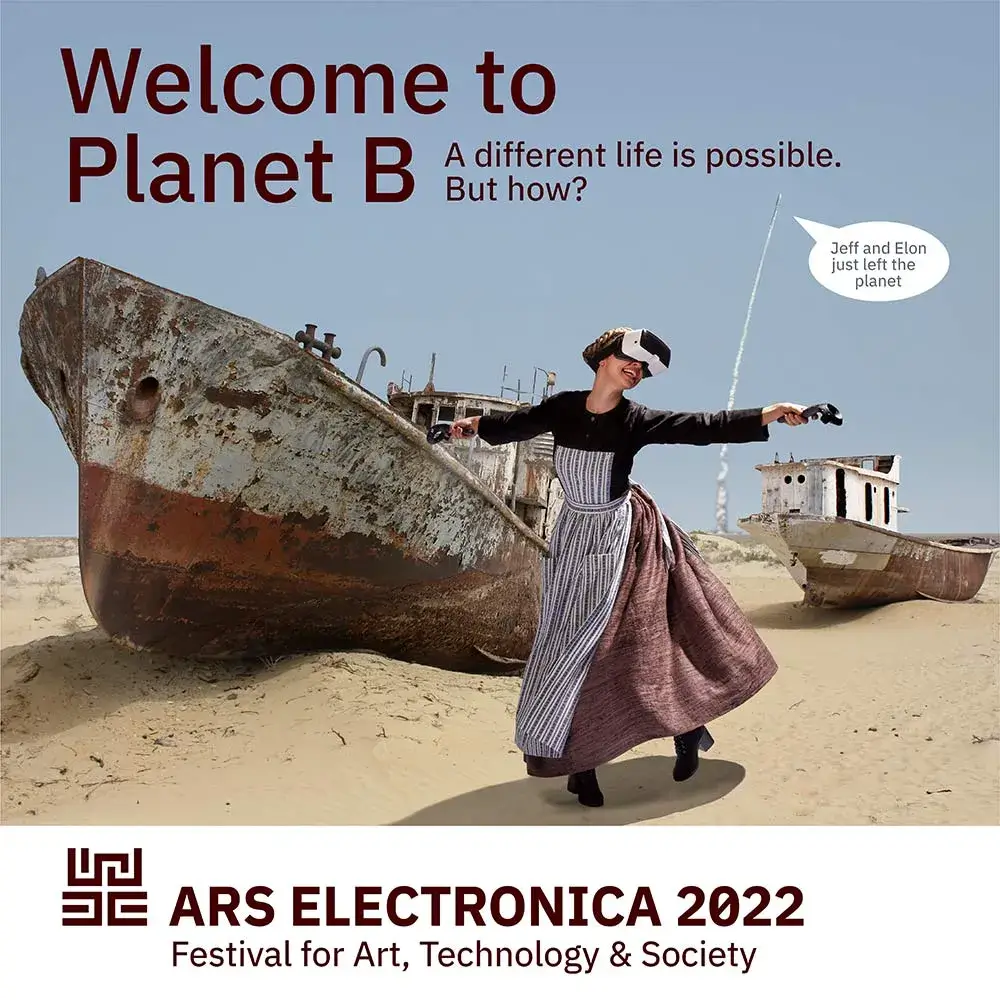 Welcome to
Planet B
A different life is possible.
But how?
Jeff and Elon
just left the
planet
ARS ELECTRONICA 2022
Festival for Art, Technology & Society